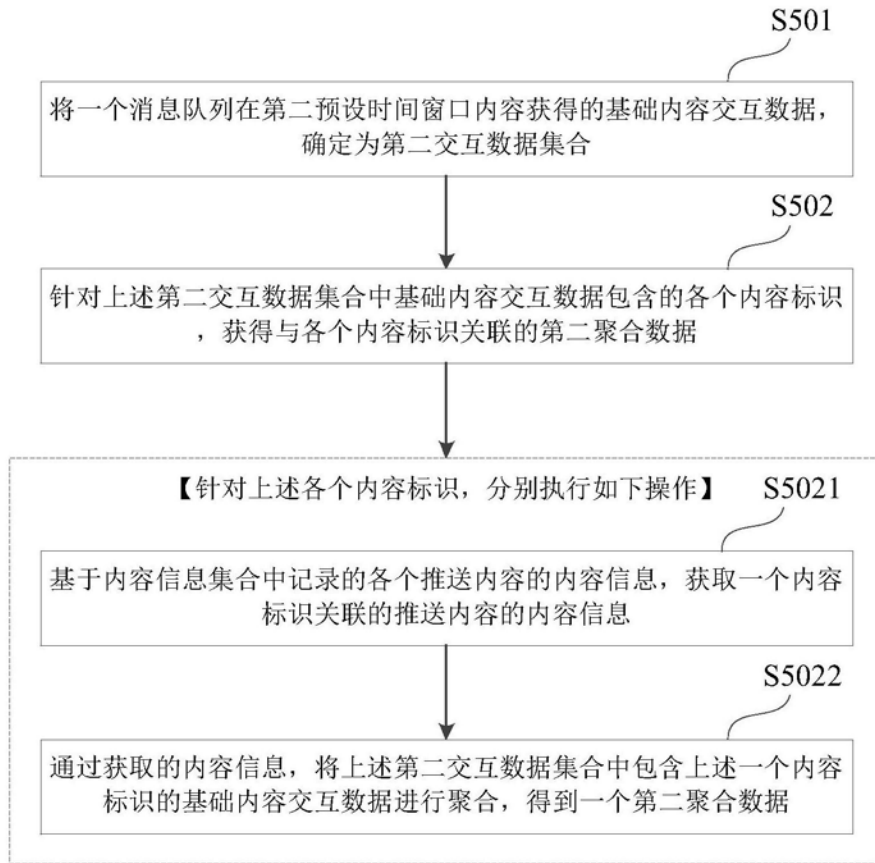 S501
将一个消息队列在第二预设时间窗口内容获得的基础内容交互数据，
确定为第二交互数据集合
S502
针对上述第二交互数据集合中基础内容交互数据包含的各个内容标识
，获得与各个内容标识关联的第二聚合数据
【针对上述各个内容标识，分别执行如下操作】
S5021
基于内容信息集合中记录的各个推送内容的内容信息，获取一个内容
标识关联的推送内容的内容信息
S5022
通过获取的内容信息，将上述第二交互数据集合中包含上述一个内容
标识的基础内容交互数据进行聚合，得到一个第二聚合数据